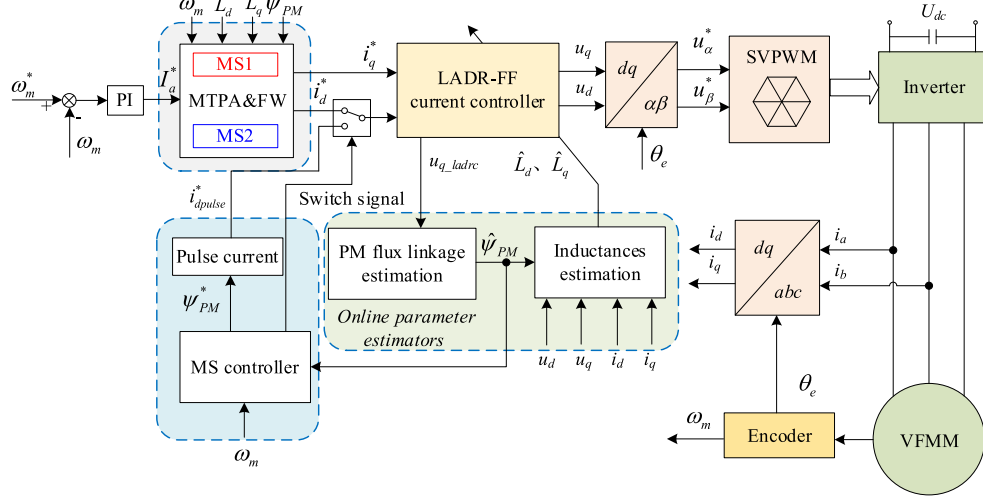 ω_m L_d L_q ψ_PM
U_dc
ω_m^*
+
-
ω_m
PI
I_a^*
MS1
MTPA&FW
MS2
i_q^*
i_d^*
LADR-FF
current controller
u_q
u_d
dq
αβ
θ_e
u_α^*
u_β^*
SVPWM
Inverter
i_dpulse^*
Switch signal
u_q_ladrc
L̂_d、L̂_q
Pulse current
ψ_PM^*
MS controller
ω_m
PM flux linkage
estimation
ψ̂_PM
Inductances
estimation
Online parameter
estimators
u_d u_q i_d i_q
i_d
i_q
dq
abc
i_a
i_b
θ_e
ω_m
Encoder
VFMM